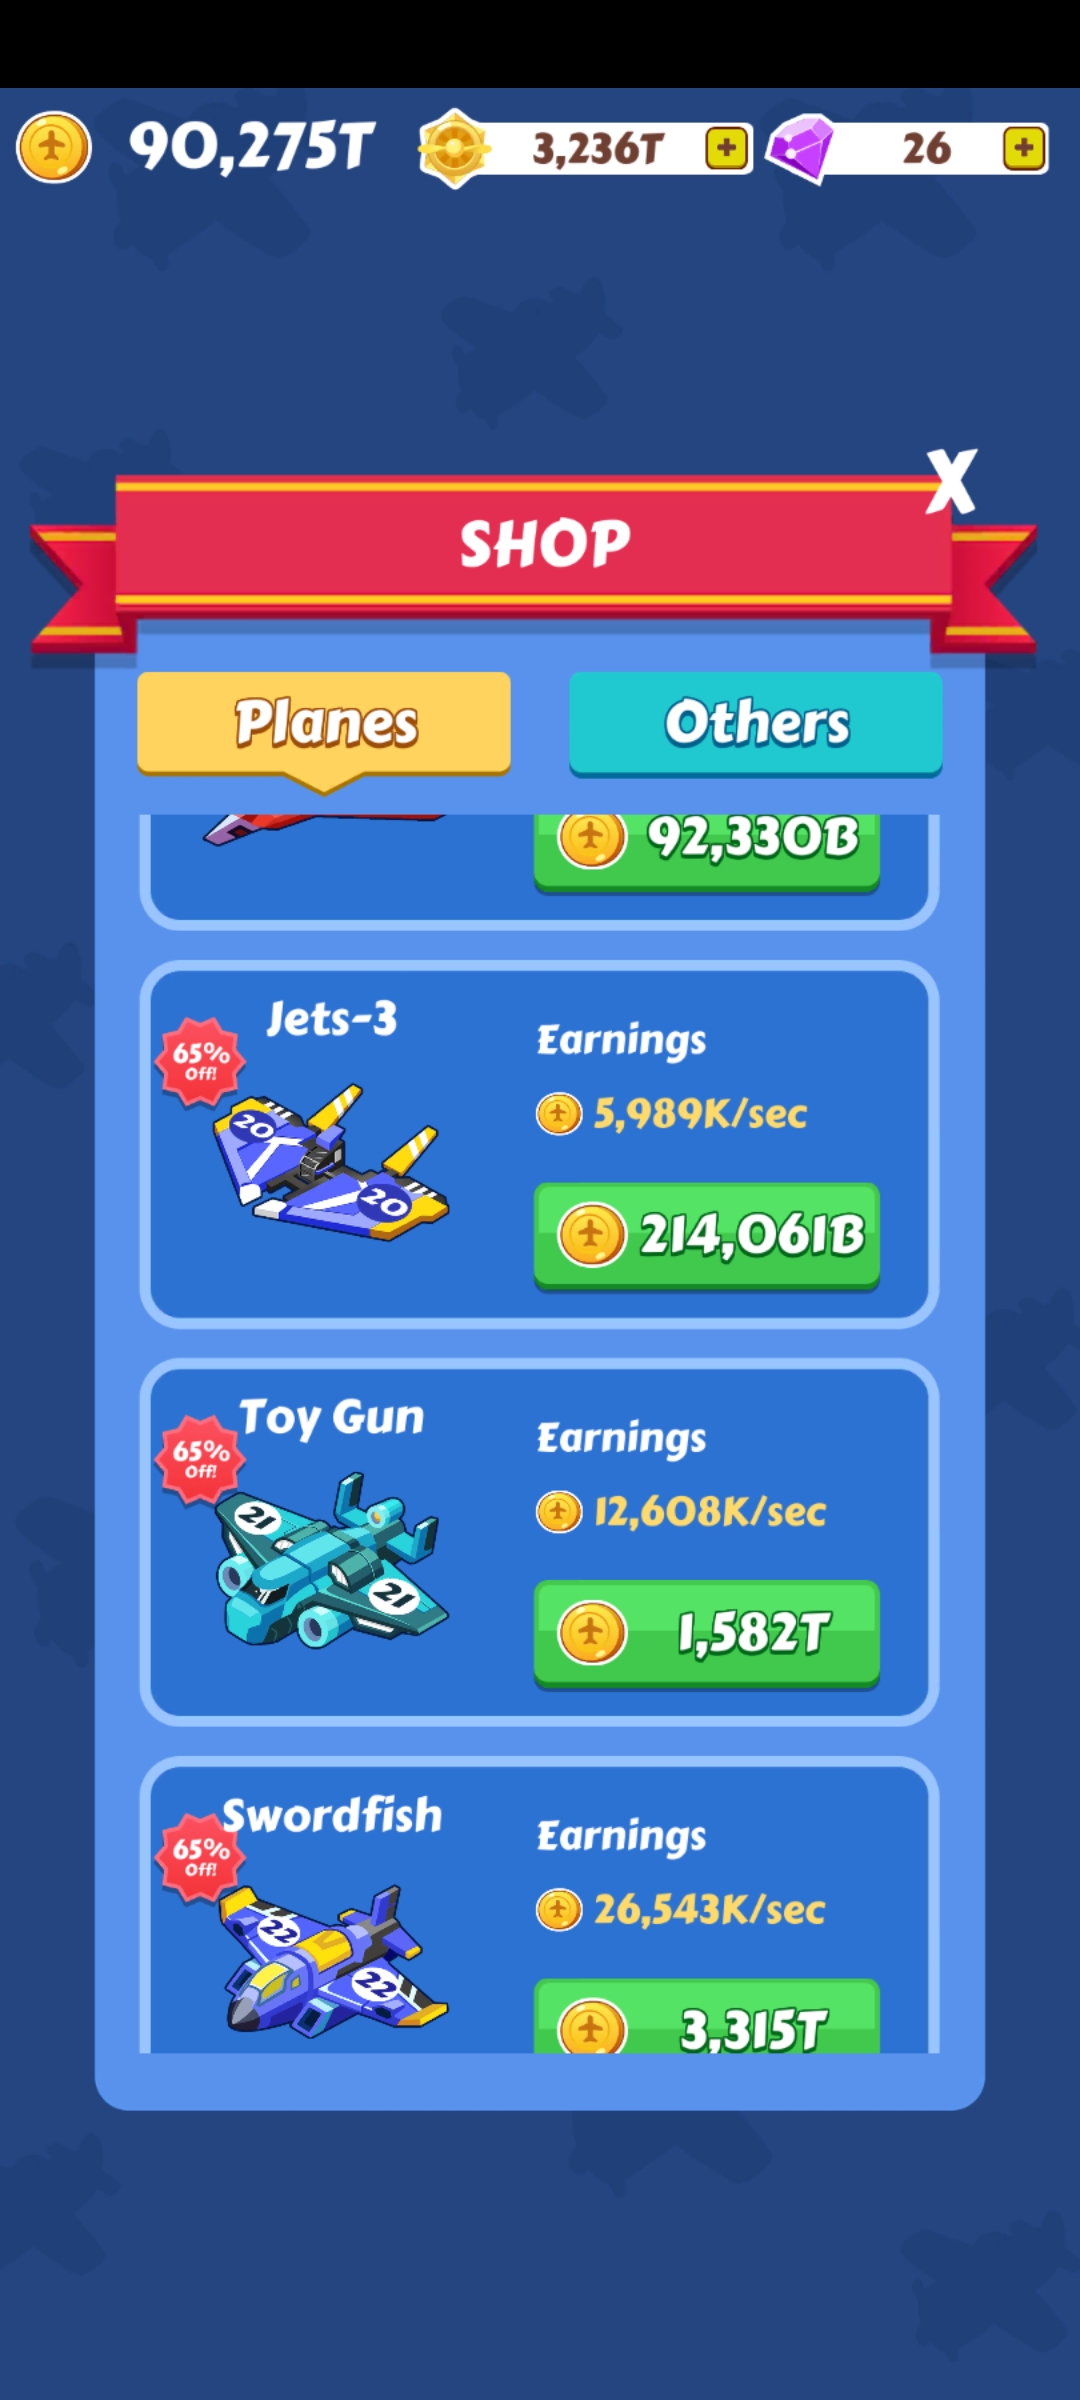 90,275T
3,236T
26
X
SHOP
Planes
Others
92,330B
Jets-3
65%
Off!
20
20
Earnings
5,989K/sec
214,061B
Toy Gun
65%
Off!
21
21
Earnings
12,608K/sec
1,582T
Swordfish
65%
Off!
22
22
Earnings
26,543K/sec
3,315T